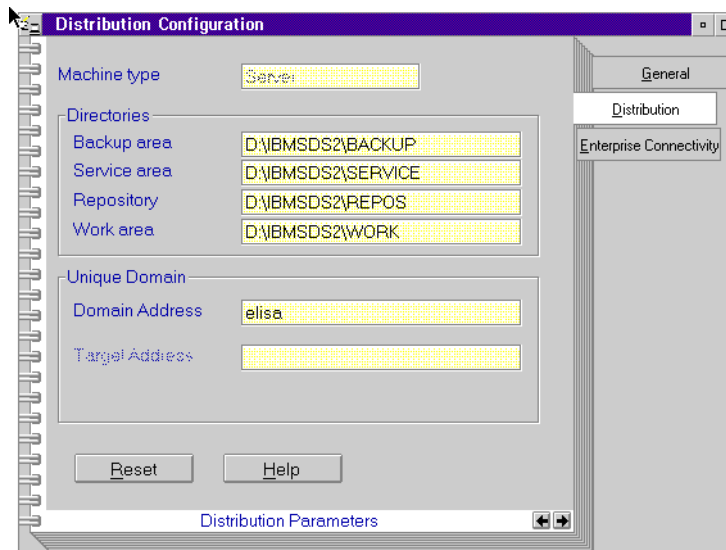 Distribution Configuration
Machine type
Server
General
Distribution
Enterprise Connectivity
Directories
Backup area
D:\IBMSDS2\BACKUP
Service area
D:\IBMSDS2\SERVICE
Repository
D:\IBMSDS2\REPOS
Work area
D:\IBMSDS2\WORK
Unique Domain
Domain Address
elisa
Target Address
Reset
Help
Distribution Parameters